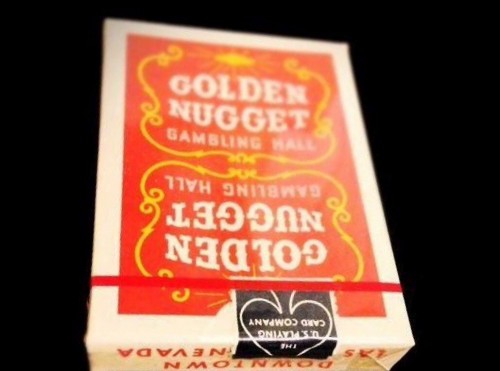 GOLDEN
NUGGET
GAMBLING HALL
GAMBLING HALL
GOLDEN
NUGGET
THE
U.S. PLAYING
CARD COMPANY
DOWNTOWN
LAS NEVADA